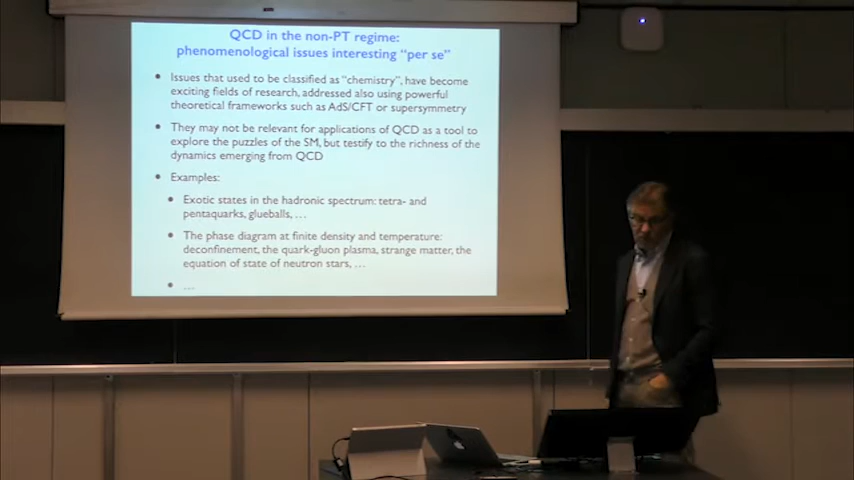 QCD in the non-PT regime:
phenomenological issues interesting “per se”
• Issues that used to be classified as “chemistry”, have become
exciting fields of research, addressed also using powerful
theoretical frameworks such as AdS/CFT or supersymmetry
• They may not be relevant for applications of QCD as a tool to
explore the puzzles of the SM, but testify to the richness of the
dynamics emerging from QCD
• Examples:
• Exotic states in the hadronic spectrum: tetra- and
pentaquarks, glueballs, …
• The phase diagram at finite density and temperature:
deconfinement, the quark-gluon plasma, strange matter, the
equation of state of neutron stars, …
• …